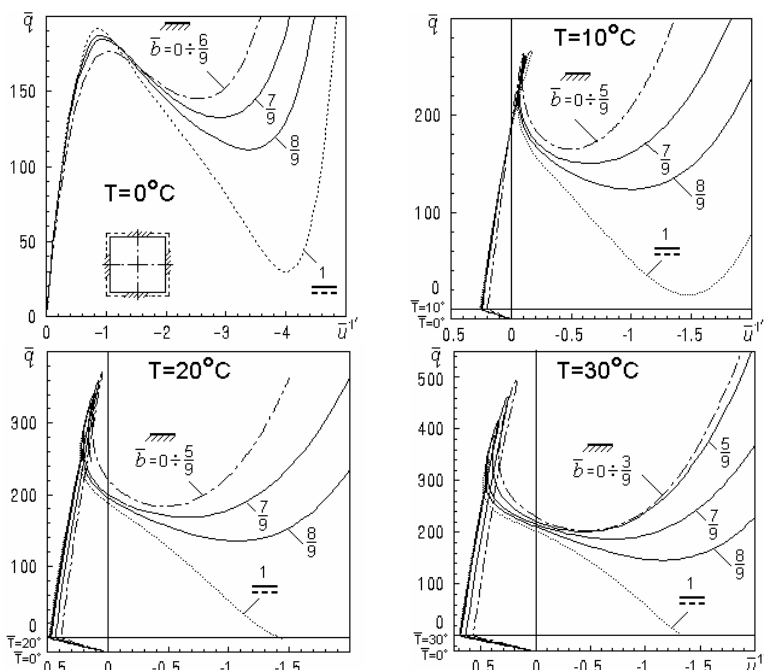 q̅
T=0°C
b̅=0÷6/9
7/9
8/9
1
150
100
50
0
0 -1 -2 -3 -4 u̅¹′
q̅
T=10°C
b̅=0÷5/9
7/9
8/9
1
200
100
0
T̅=10°
T̅=0°
0.5 0 -0.5 -1 -1.5 u̅¹′
q̅
T=20°C
b̅=0÷5/9
7/9
8/9
1
300
200
100
0
T̅=20°
T̅=0°
0.5 0 -0.5 -1 -1.5
q̅
T=30°C
b̅=0÷3/9
5/9
7/9
8/9
1
500
400
300
200
100
0
T̅=30°
T̅=0°
0.5 0 -0.5 -1 u̅¹